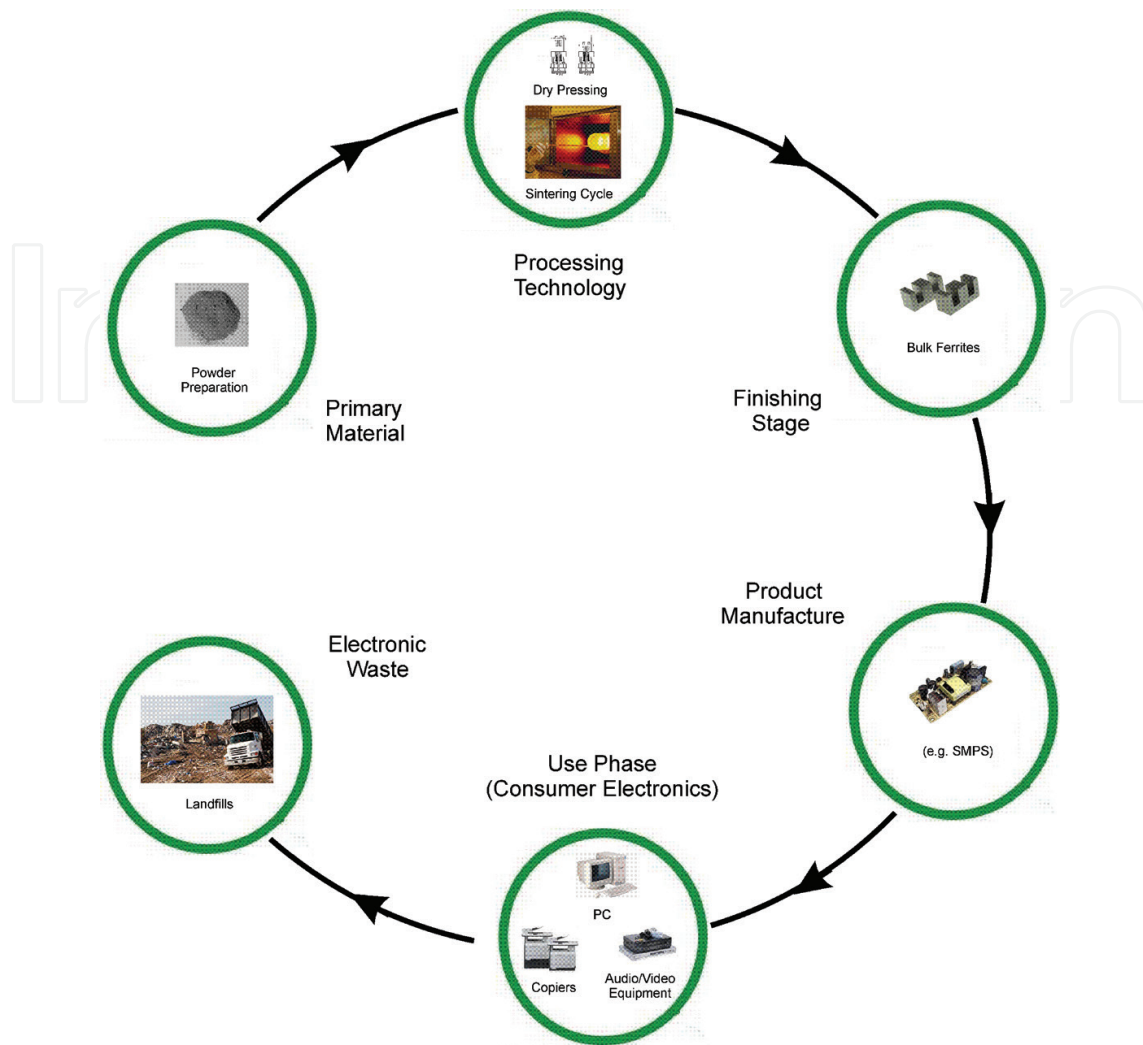 Dry Pressing
Sintering Cycle
Processing
Technology
Powder
Preparation
Primary
Material
Bulk Ferrites
Finishing
Stage
Product
Manufacture
(e.g. SMPS)
Electronic
Waste
Landfills
Use Phase
(Consumer Electronics)
PC
Copiers
Audio/Video
Equipment